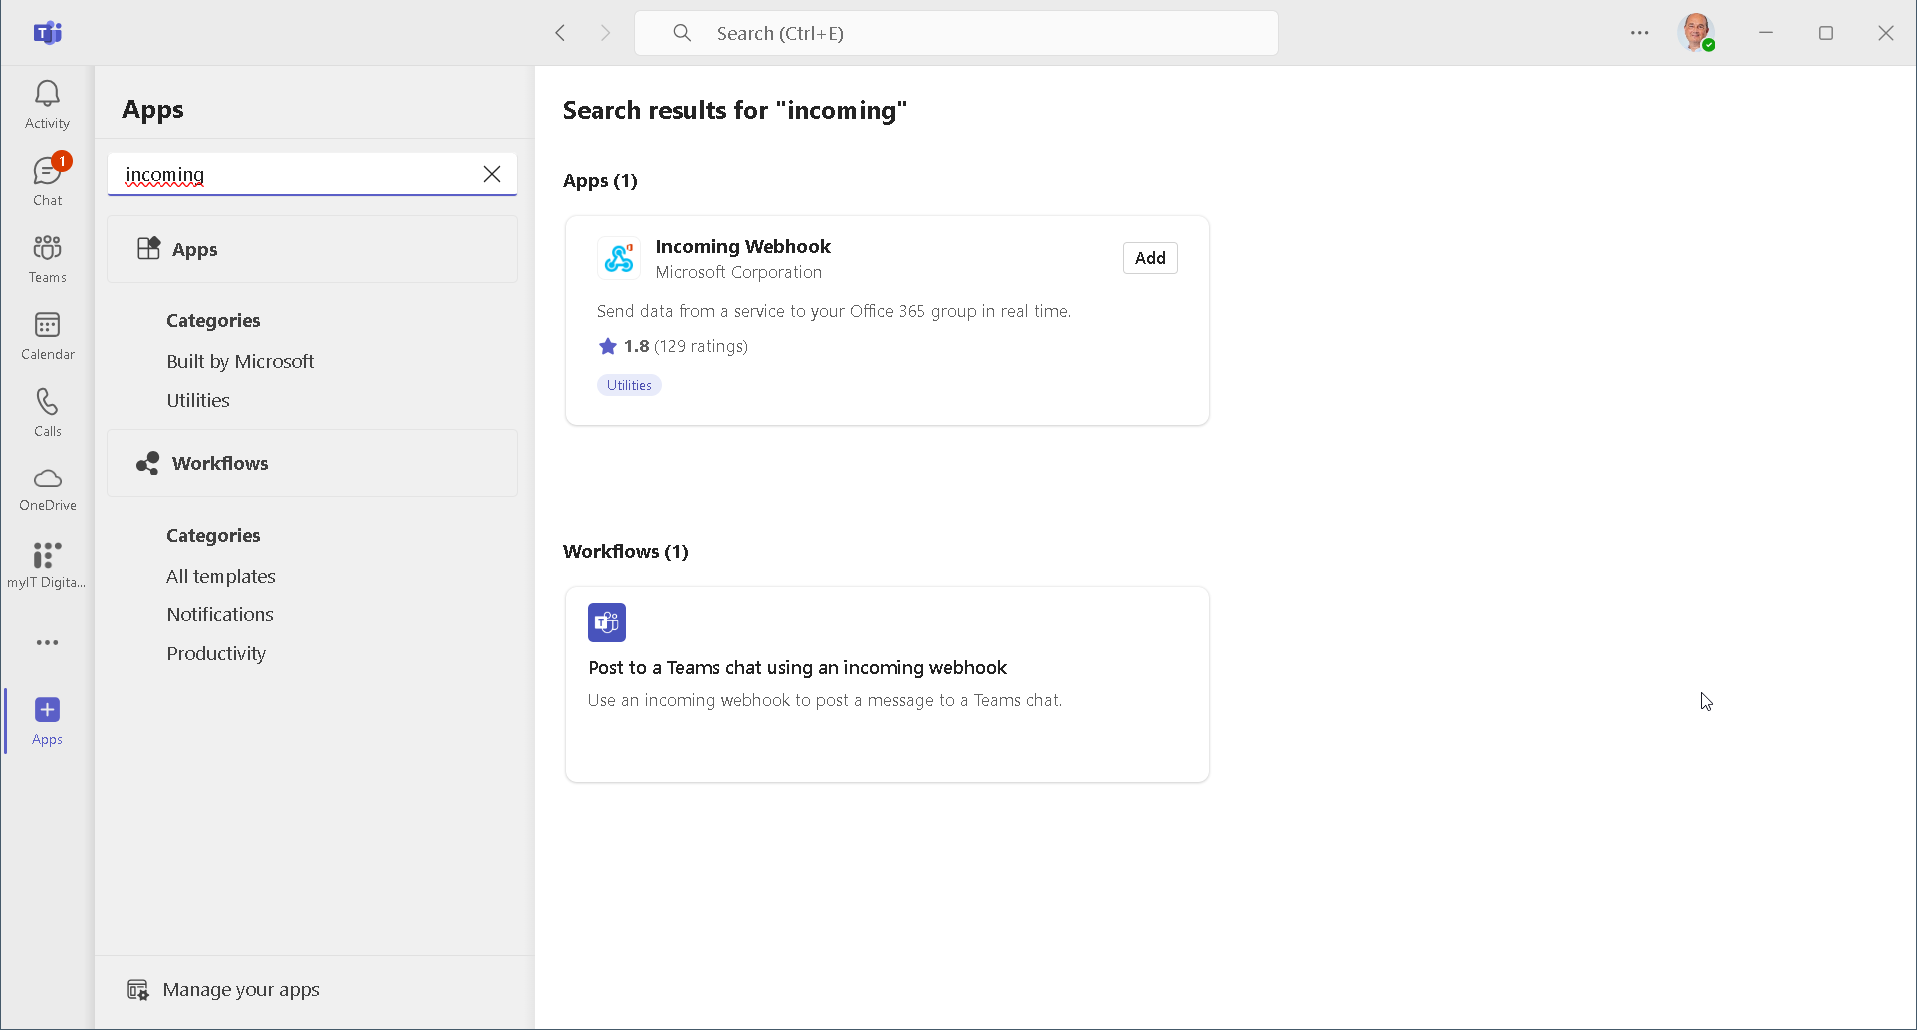 Search (Ctrl+E)
Activity
1
Chat
Teams
Calendar
Calls
OneDrive
myIT Digita...
Apps
Apps
incoming
Apps
Categories
Built by Microsoft
Utilities
Workflows
Categories
All templates
Notifications
Productivity
Manage your apps
Search results for "incoming"
Apps (1)
Incoming Webhook
Microsoft Corporation
Add
Send data from a service to your Office 365 group in real time.
1.8 (129 ratings)
Utilities
Workflows (1)
Post to a Teams chat using an incoming webhook
Use an incoming webhook to post a message to a Teams chat.